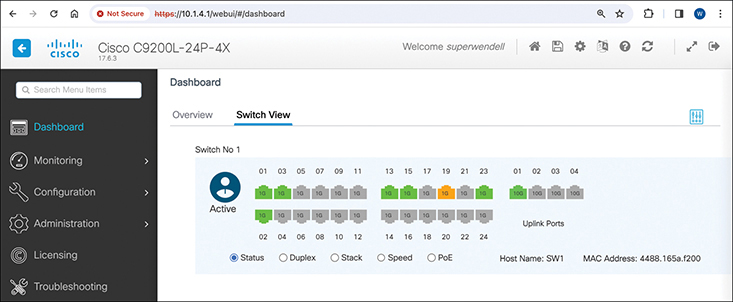 Not Secure https://10.1.4.1/webui/#/dashboard W
CISCO Cisco C9200L-24P-4X Welcome superwendell
17.6.3
Search Menu Items
Dashboard
Monitoring
Configuration
Administration
Licensing
Troubleshooting
Dashboard
Overview Switch View
Switch No 1
Active
01 03 05 07 09 11 13 15 17 19 21 23 01 02 03 04
1G 1G 1G 1G 1G 1G 1G 1G 1G 1G 1G 1G 10G 10G 10G 10G
1G 1G 1G 1G 1G 1G 1G 1G 1G 1G 1G 1G
Uplink Ports
02 04 06 08 10 12 14 16 18 20 22 24
Status Duplex Stack Speed PoE Host Name: SW1 MAC Address: 4488.165a.f200